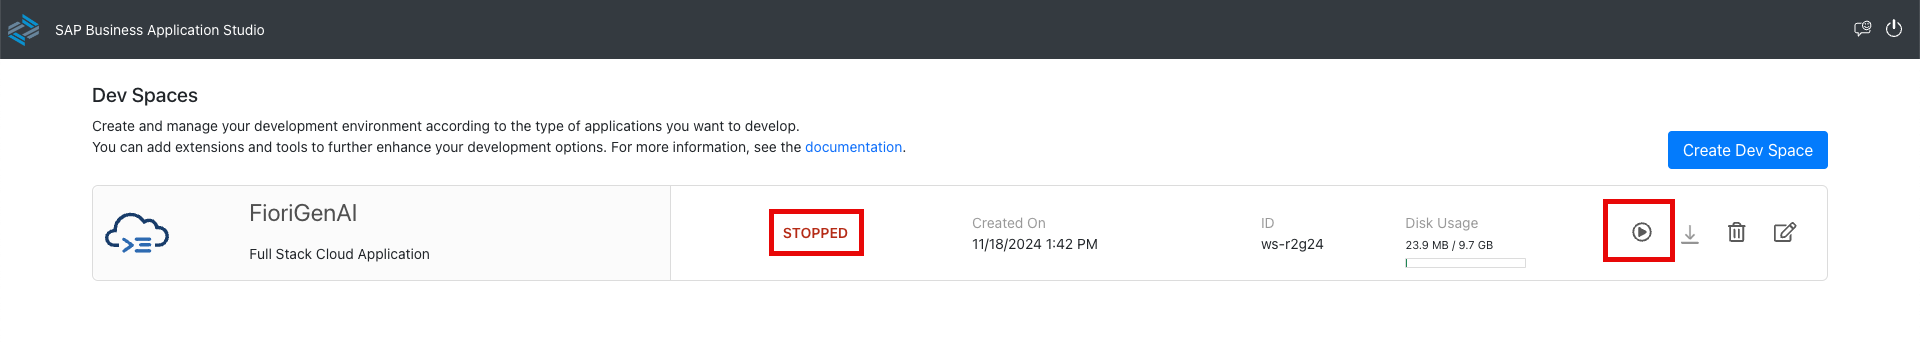 SAP Business Application Studio
Dev Spaces
Create and manage your development environment according to the type of applications you want to develop.
You can add extensions and tools to further enhance your development options. For more information, see the documentation.
Create Dev Space
FioriGenAI
Full Stack Cloud Application
STOPPED
Created On
11/18/2024 1:42 PM
ID
ws-r2g24
Disk Usage
23.9 MB / 9.7 GB